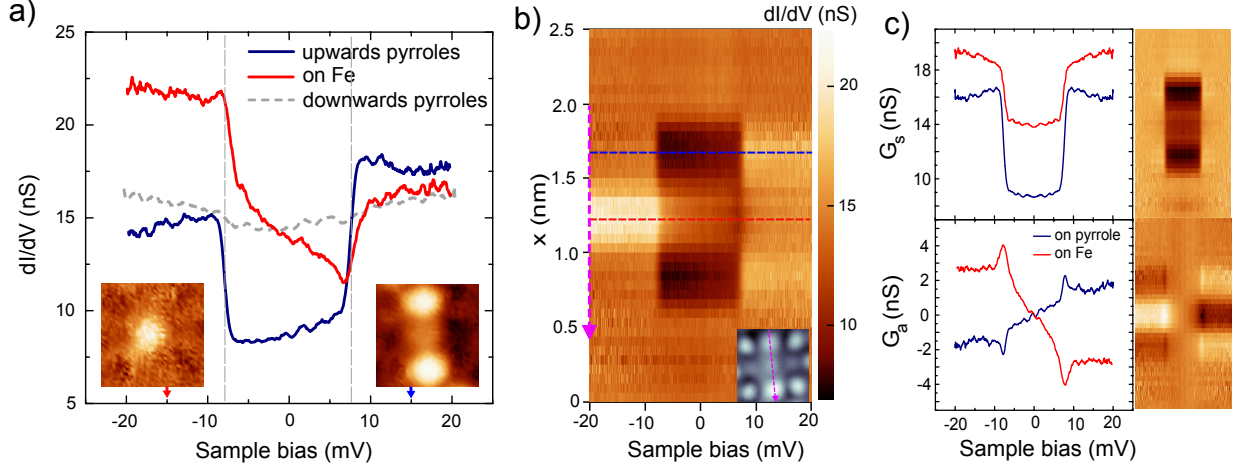 a)
25
20
15
10
5
dI/dV (nS)
upwards pyrroles
on Fe
downwards pyrroles
-20
-10
0
10
20
Sample bias (mV)
b)
dI/dV (nS)
2.5
2.0
1.5
1.0
0.5
0
x (nm)
-20
-10
0
10
20
Sample bias (mV)
20
15
10
c)
18
16
14
12
10
Gs (nS)
4
2
0
-2
-4
Ga (nS)
on pyrrole
on Fe
-20
-10
0
10
20
Sample bias (mV)